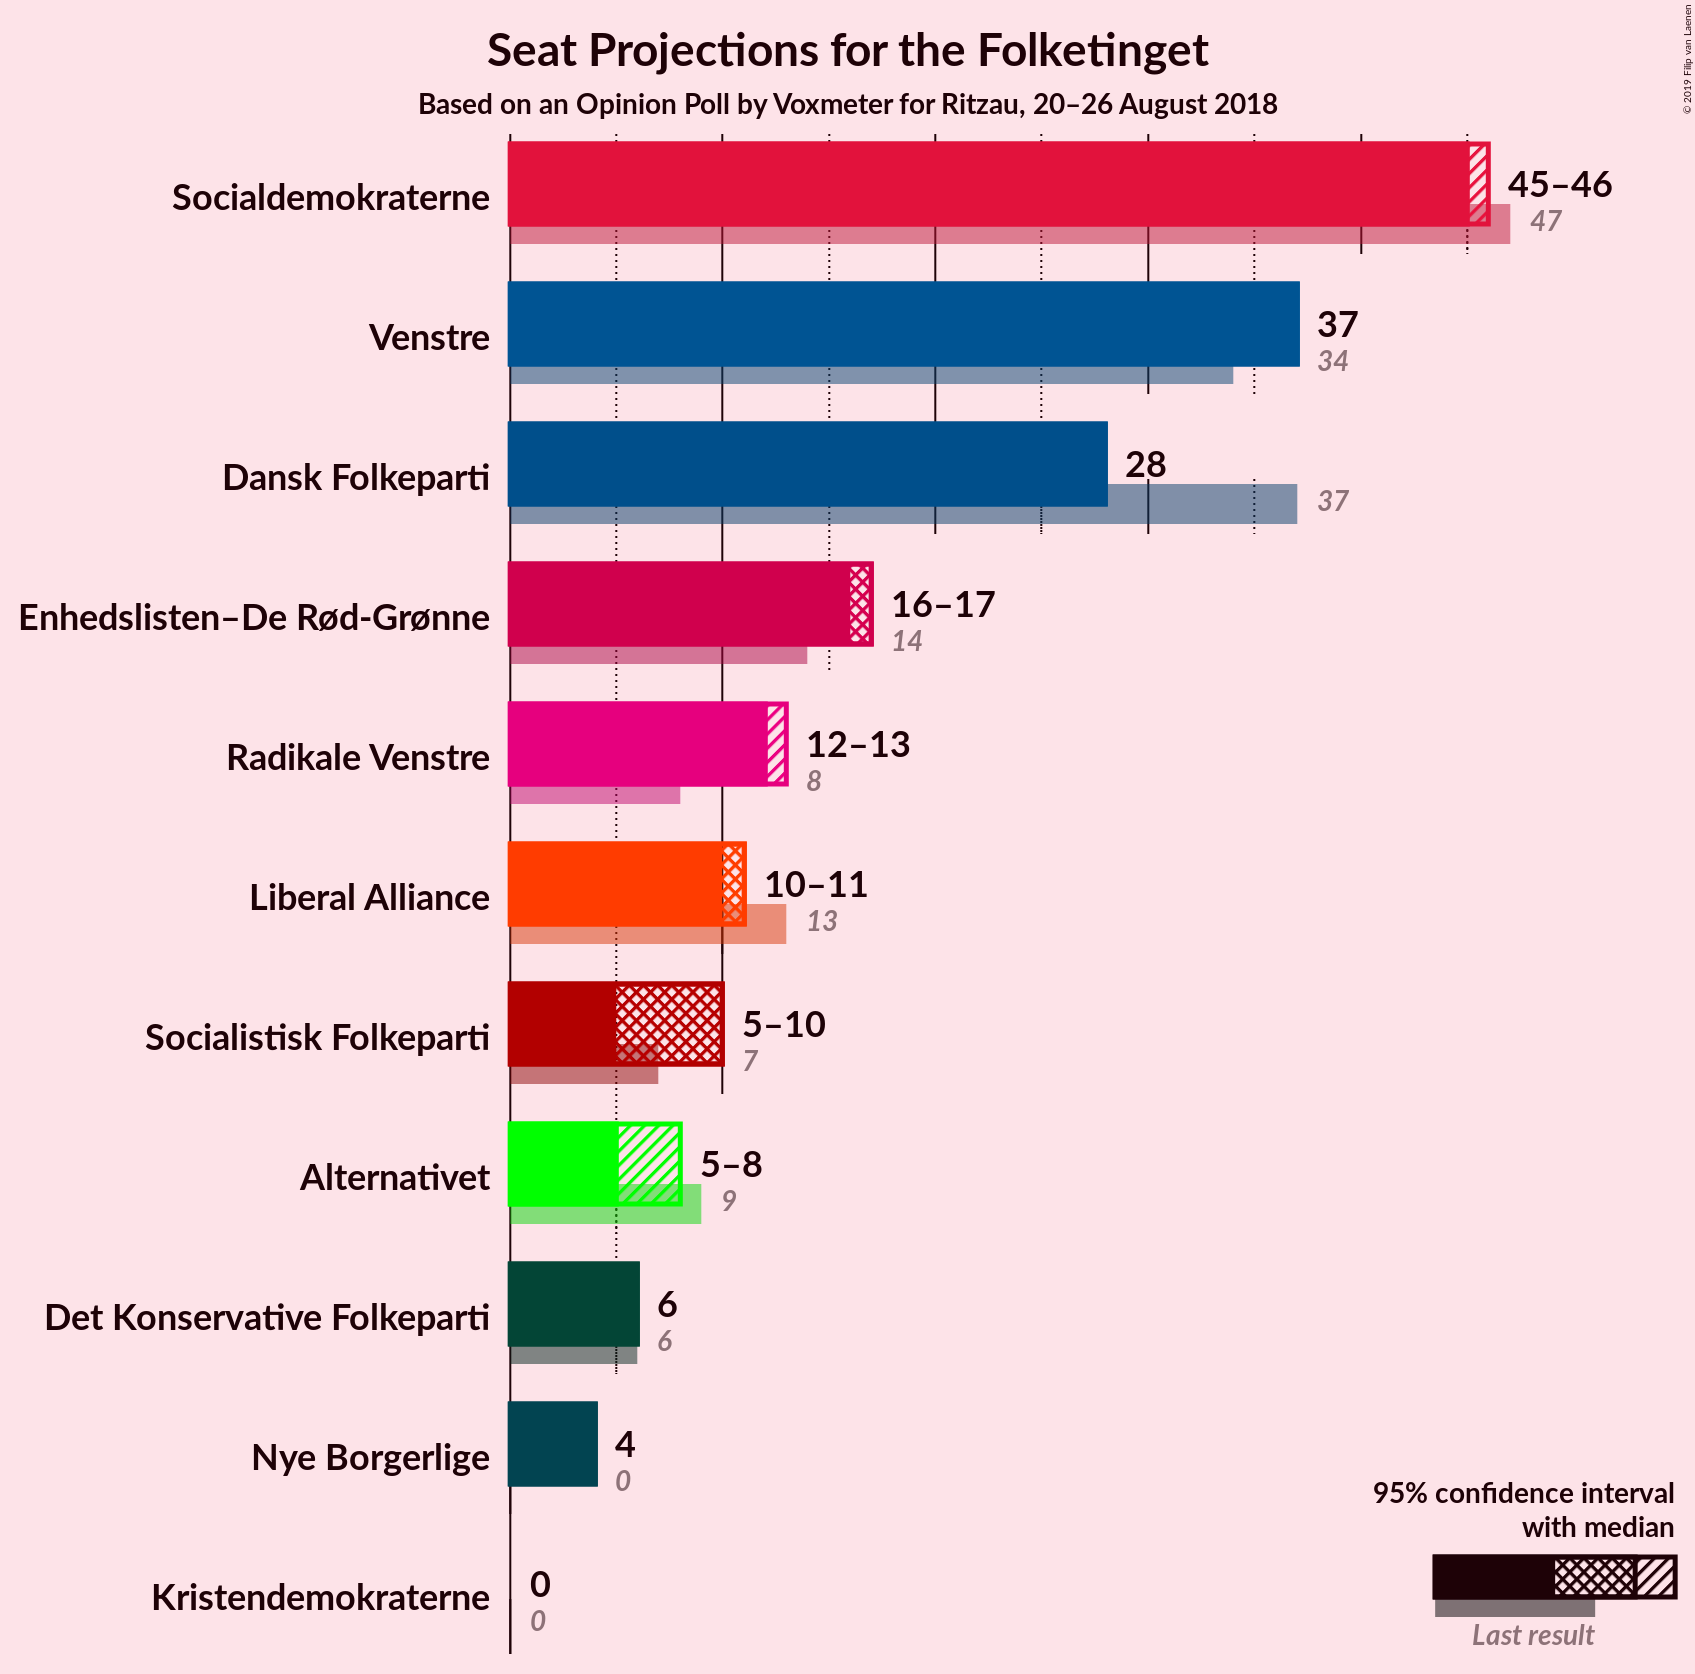 Seat Projections for the Folketinget
Based on an Opinion Poll by Voxmeter for Ritzau, 20–26 August 2018
© 2019 Filip van Laenen
Socialdemokraterne
45–46
47
Venstre
37
34
Dansk Folkeparti
28
37
Enhedslisten–De Rød-Grønne
16–17
14
Radikale Venstre
12–13
8
Liberal Alliance
10–11
13
Socialistisk Folkeparti
5–10
7
Alternativet
5–8
9
Det Konservative Folkeparti
6
6
Nye Borgerlige
4
0
Kristendemokraterne
0
0
95% confidence interval
with median
Last result